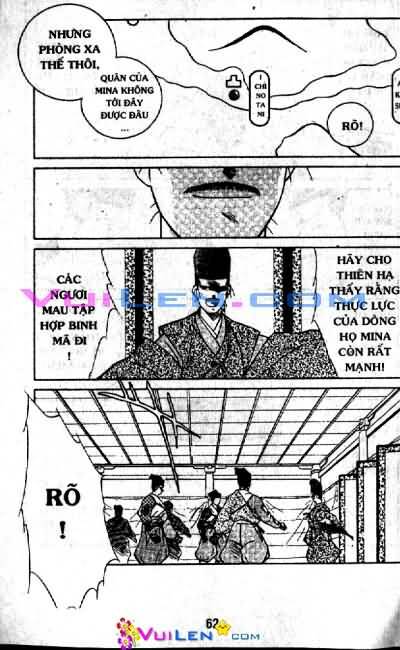 NHƯNG
PHÒNG XA
THẾ THÔI,
QUÂN CỦA
MINA KHÔNG
TỚI ĐÂY
ĐƯỢC ĐÂU
...
I
CHI
NO
TA
NI
RÕ!
HÃY CHO
THIÊN HẠ
THẤY RẰNG
THỰC LỰC
CỦA DÒNG
HỌ MINA
CÒN RẤT
MẠNH!
CÁC
NGƯƠI
MAU TẬP
HỢP BINH
MÃ ĐI
!
VUILEN.COM
RÕ
!
62
VUILEN.COM